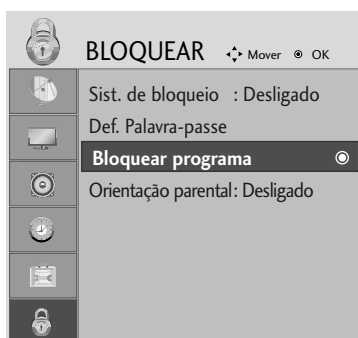 BLOQUEAR Mover OK
Sist. de bloqueio : Desligado
Def. Palavra-passe
Bloquear programa
Orientação parental : Desligado